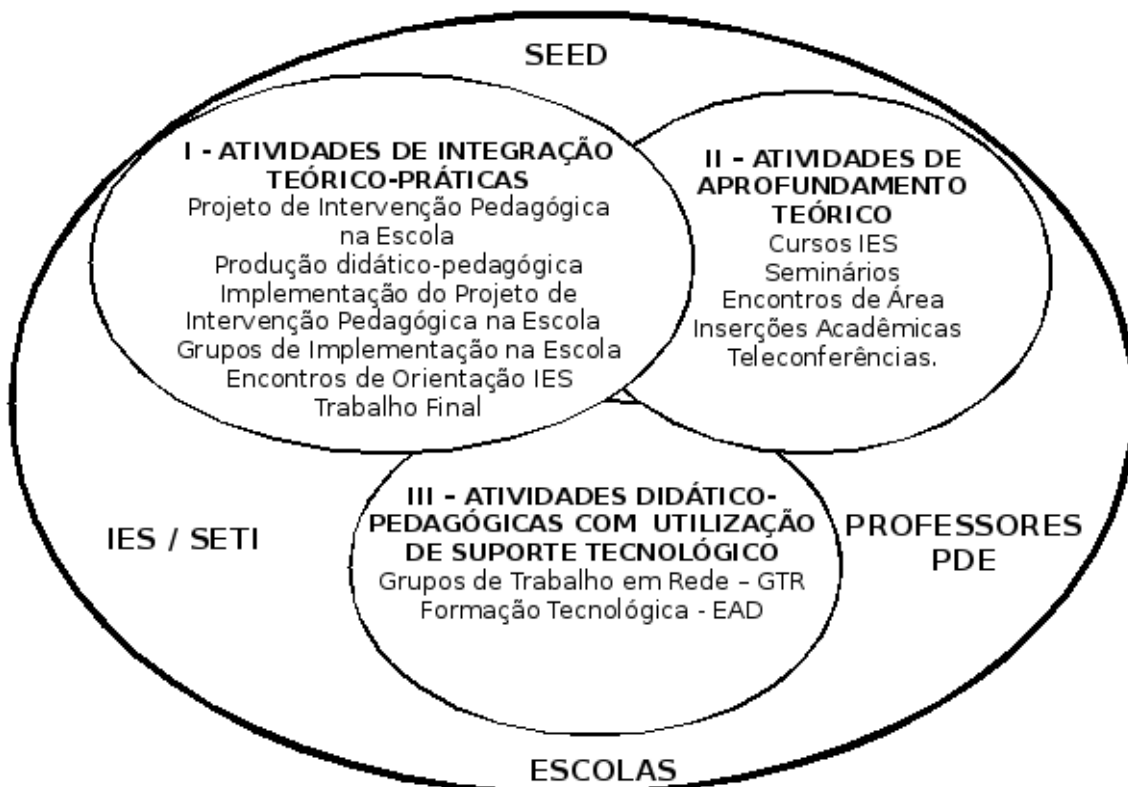 SEED
I - ATIVIDADES DE INTEGRAÇÃO
TEÓRICO-PRÁTICAS
Projeto de Intervenção Pedagógica
na Escola
Produção didático-pedagógica
Implementação do Projeto de
Intervenção Pedagógica na Escola
Grupos de Implementação na Escola
Encontros de Orientação IES
Trabalho Final
II – ATIVIDADES DE
APROFUNDAMENTO
TEÓRICO
Cursos IES
Seminários
Encontros de Área
Inserções Acadêmicas
Teleconferências.
III – ATIVIDADES DIDÁTICO-
PEDAGÓGICAS COM UTILIZAÇÃO
DE SUPORTE TECNOLÓGICO
Grupos de Trabalho em Rede – GTR
Formação Tecnológica - EAD
IES / SETI
PROFESSORES
PDE
ESCOLAS